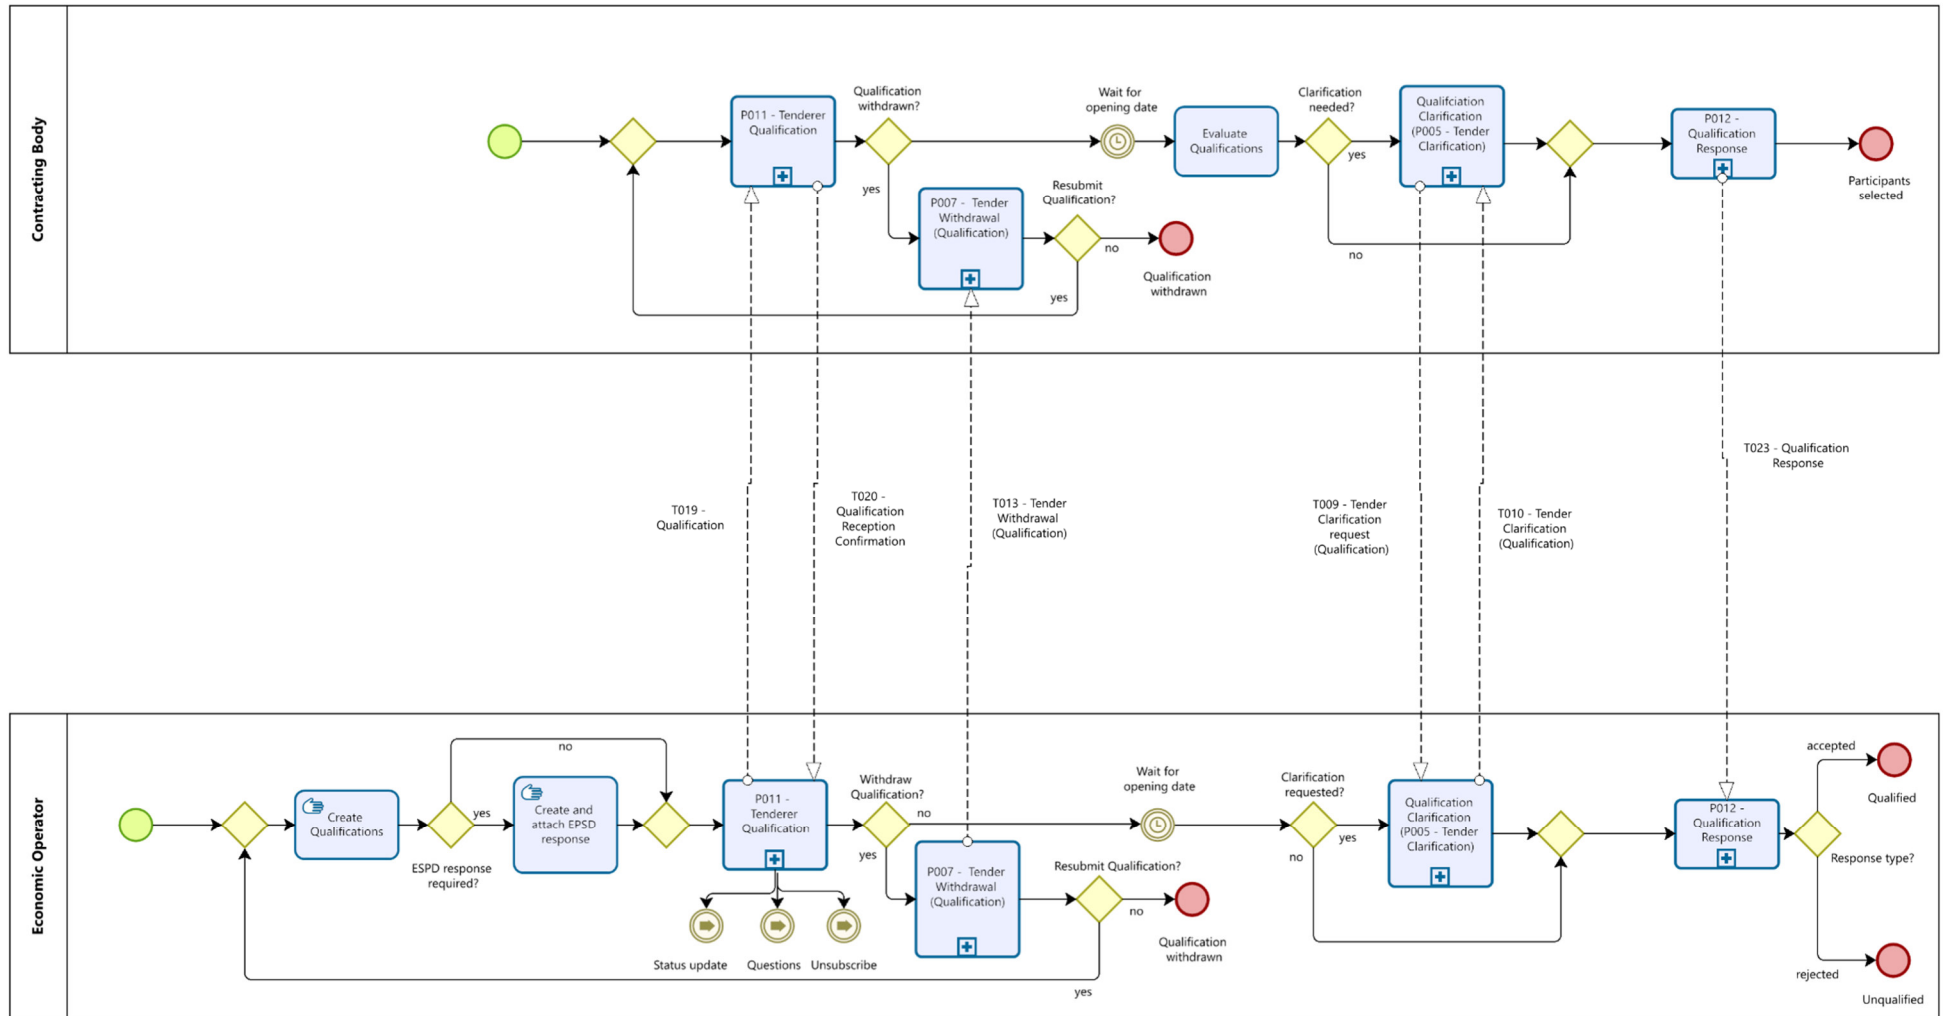 Contracting Body
P011 - Tenderer
Qualification
Qualification
withdrawn?
yes
P007 - Tender
Withdrawal
(Qualification)
Resubmit
Qualification?
no
yes
Qualification
withdrawn
Wait for
opening date
Evaluate
Qualifications
Clarification
needed?
yes
no
Qualifciation
Clarification
(P005 - Tender
Clarification)
P012 -
Qualification
Response
Participants
selected
T019 -
Qualification
T020 -
Qualification
Reception
Confirmation
T013 - Tender
Withdrawal
(Qualification)
T009 - Tender
Clarification
request
(Qualification)
T010 - Tender
Clarification
(Qualification)
T023 - Qualification
Response
Economic Operator
Create
Qualifications
ESPD response
required?
no
yes
Create and
attach EPSD
response
P011 -
Tenderer
Qualification
Status update
Questions
Unsubscribe
Withdraw
Qualification?
no
yes
P007 - Tender
Withdrawal
(Qualification)
Resubmit Qualification?
no
yes
Qualification
withdrawn
Wait for
opening date
Clarification
requested?
yes
no
Qualification
Clarification
(P005 - Tender
Clarification)
P012 -
Qualification
Response
Response type?
accepted
Qualified
rejected
Unqualified